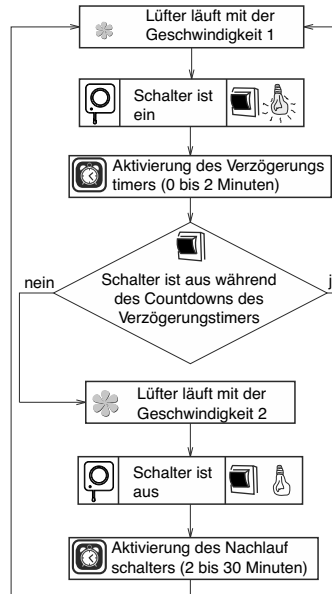 Lüfter läuft mit der
Geschwindigkeit 1
Schalter ist
ein
Aktivierung des Verzögerungs
timers (0 bis 2 Minuten)
nein
j
Schalter ist aus während
des Countdowns des
Verzögerungstimers
Lüfter läuft mit der
Geschwindigkeit 2
Schalter ist
aus
Aktivierung des Nachlauf
schalters (2 bis 30 Minuten)